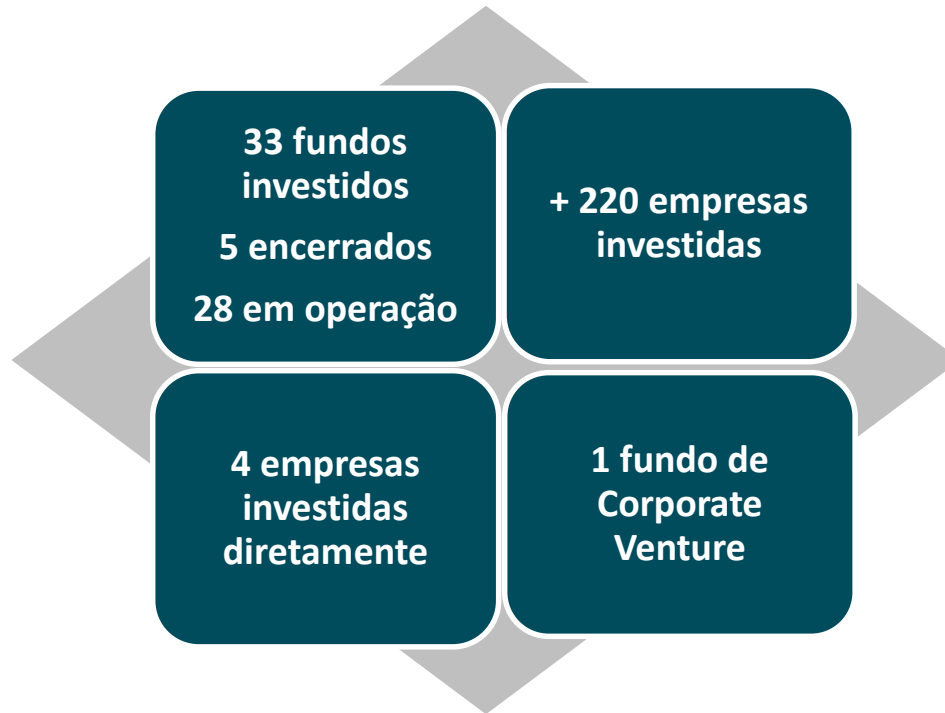 33 fundos
investidos
5 encerrados
28 em operação
+ 220 empresas
investidas
4 empresas
investidas
diretamente
1 fundo de
Corporate
Venture